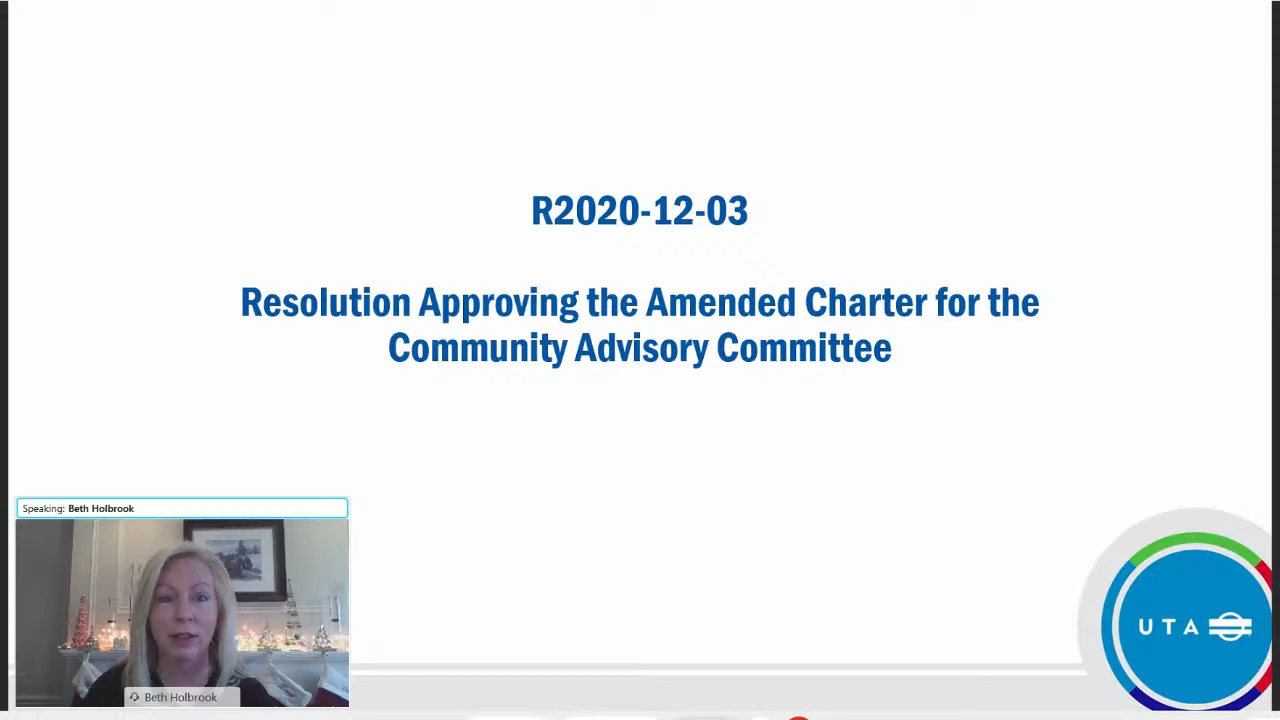 R2020-12-03
Resolution Approving the Amended Charter for the
Community Advisory Committee
Speaking: Beth Holbrook
Beth Holbrook
UTA